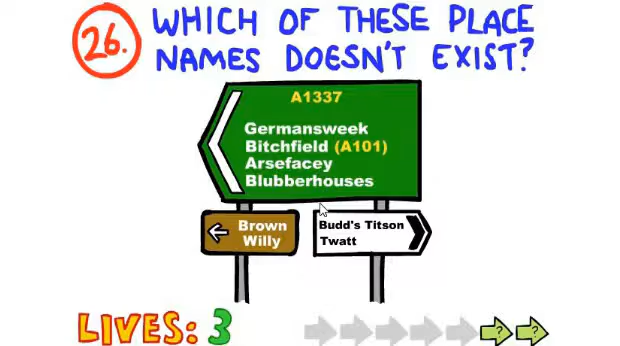 26. WHICH OF THESE PLACE
NAMES DOESN'T EXIST?
A1337
Germansweek
Bitchfield (A101)
Arsefacey
Blubberhouses
Brown
Willy
Budd's Titson
Twatt
LIVES: 3
? ?